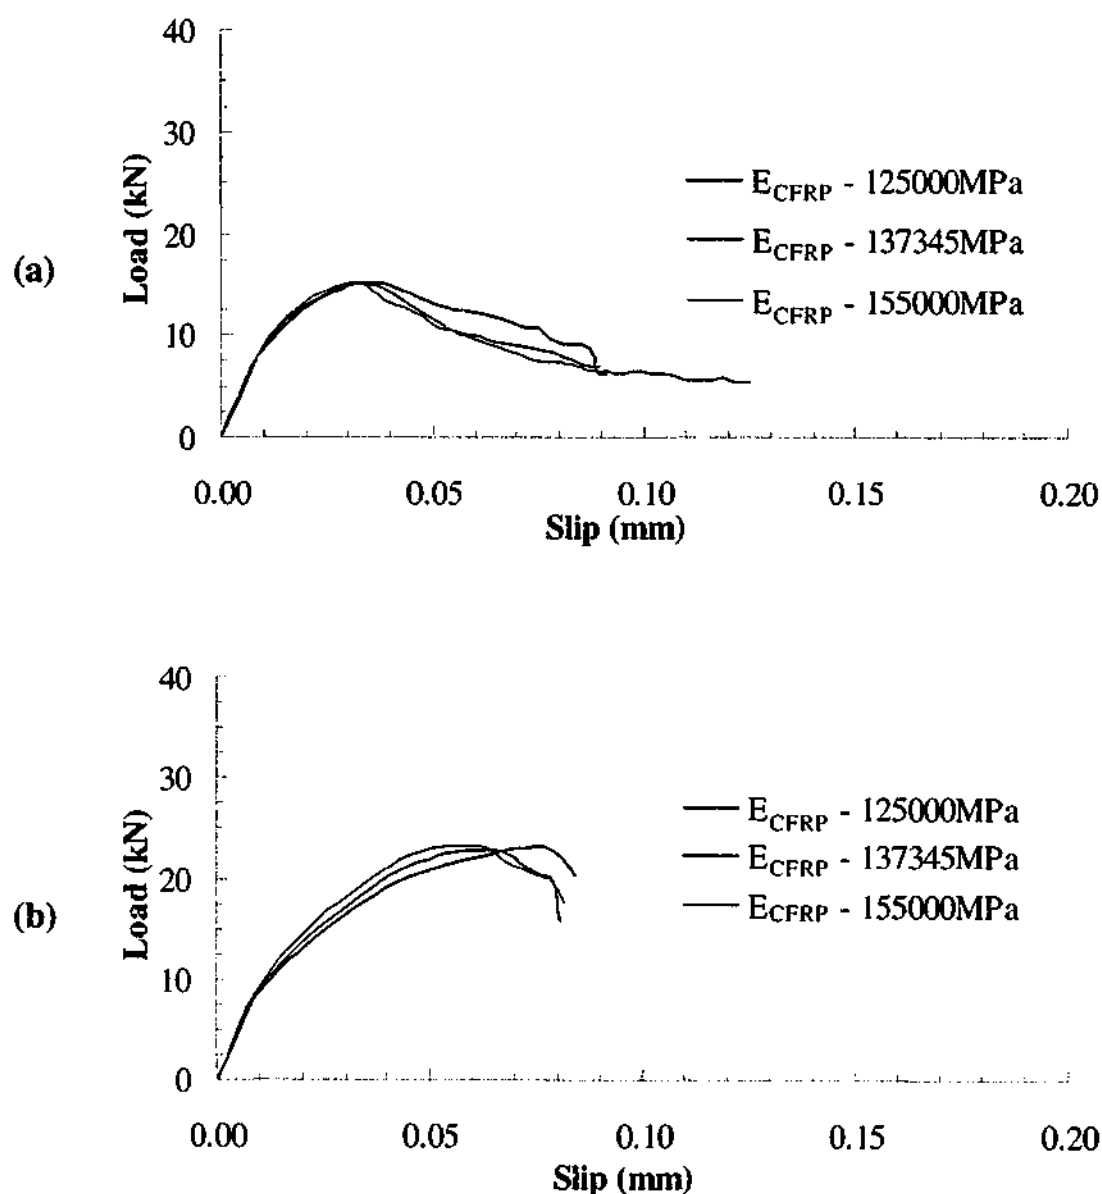 (a)
Load (kN)
40
30
20
10
0
E_CFRP - 125000MPa
E_CFRP - 137345MPa
E_CFRP - 155000MPa
0.00 0.05 0.10 0.15 0.20
Slip (mm)
(b)
Load (kN)
40
30
20
10
0
E_CFRP - 125000MPa
E_CFRP - 137345MPa
E_CFRP - 155000MPa
0.00 0.05 0.10 0.15 0.20
Slip (mm)